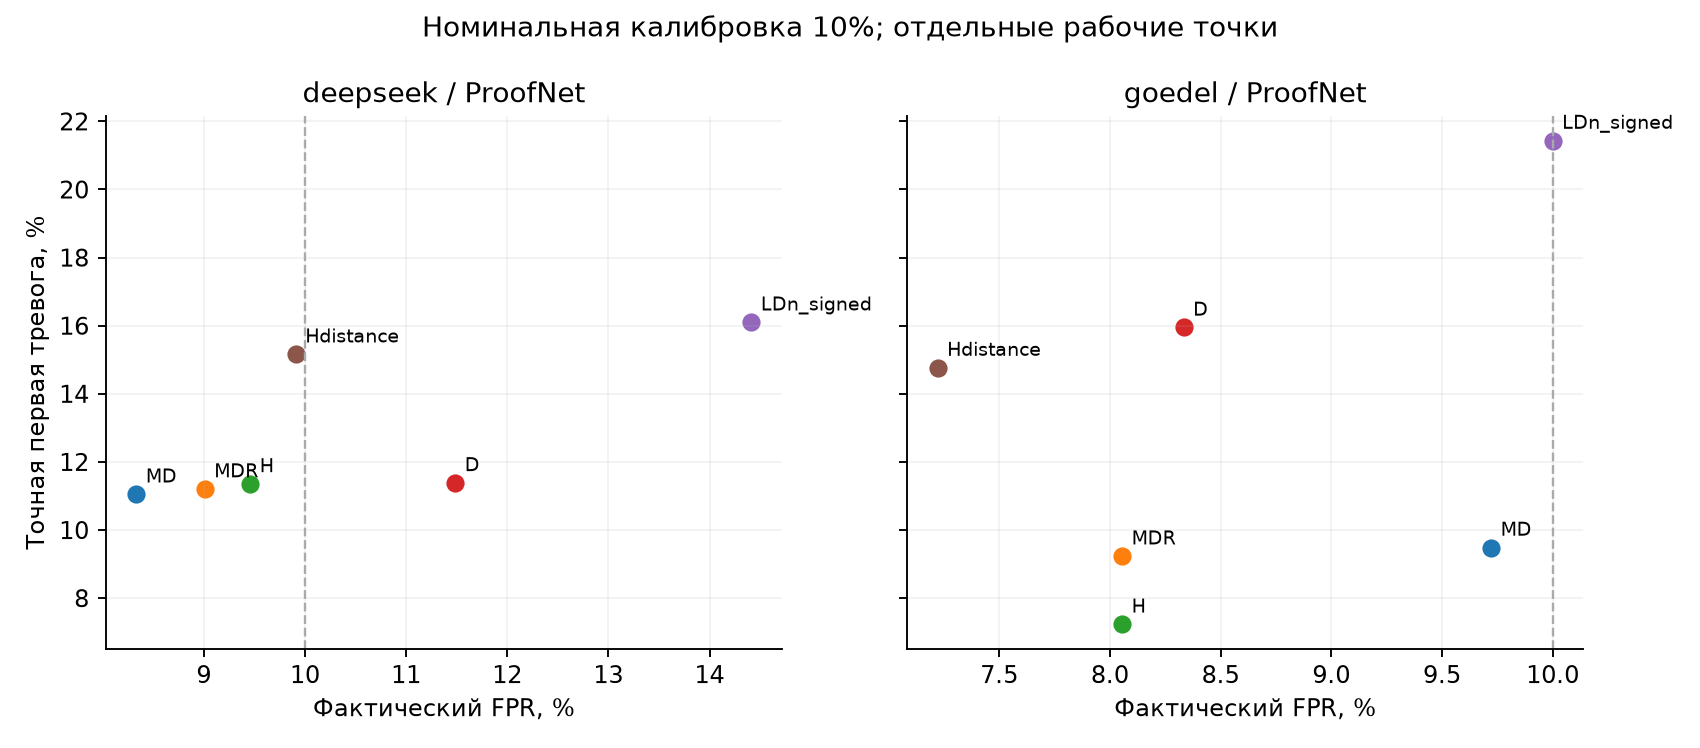 Номинальная калибровка 10%; отдельные рабочие точки
deepseek / ProofNet
goedel / ProofNet
Точная первая тревога, %
22
20
18
16
14
12
10
8
LDn_signed
Hdistance
MD
MDR
H
D
9
10
11
12
13
14
Фактический FPR, %
LDn_signed
D
Hdistance
MDR
MD
H
7.5
8.0
8.5
9.0
9.5
10.0
Фактический FPR, %